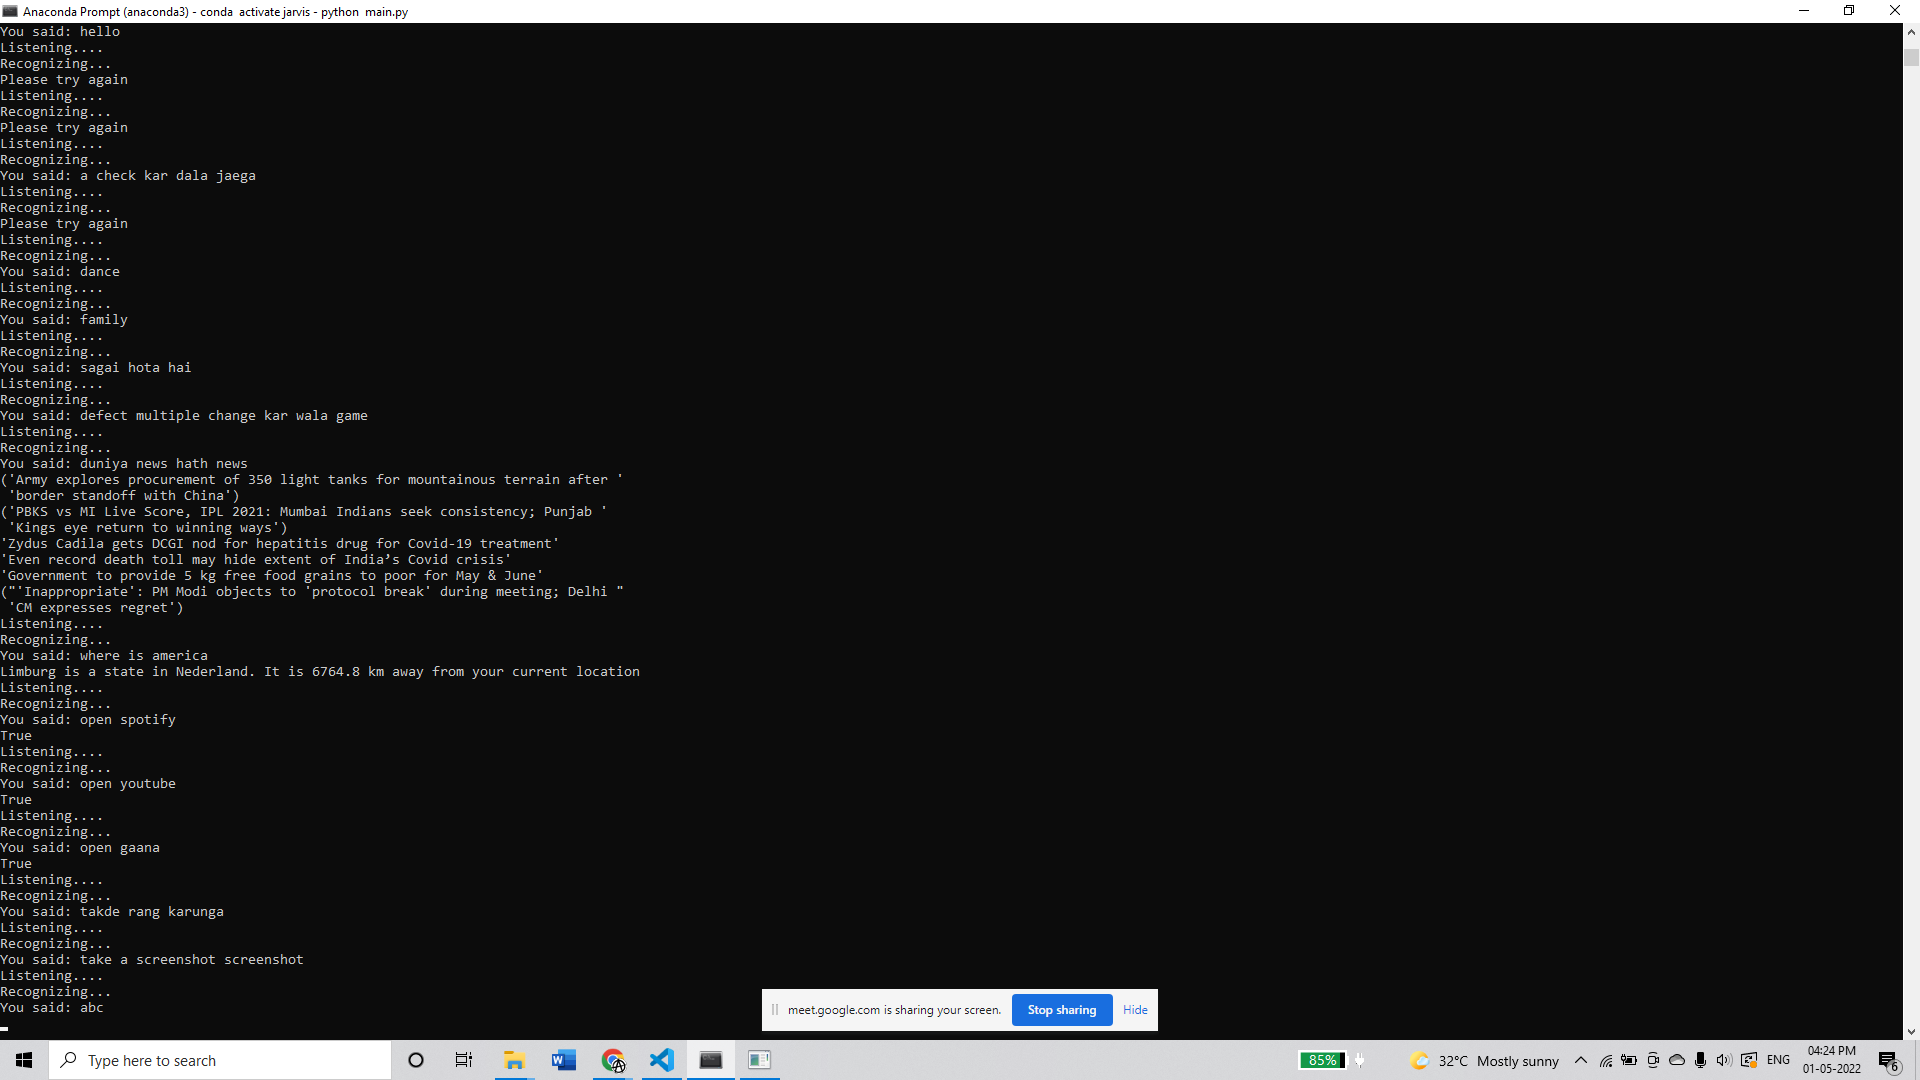 Anaconda Prompt (anaconda3) - conda  activate jarvis - python  main.py
You said: hello
Listening....
Recognizing...
Please try again
Listening....
Recognizing...
Please try again
Listening....
Recognizing...
You said: a check kar dala jaega
Listening....
Recognizing...
Please try again
Listening....
Recognizing...
You said: dance
Listening....
Recognizing...
You said: family
Listening....
Recognizing...
You said: sagai hota hai
Listening....
Recognizing...
You said: defect multiple change kar wala game
Listening....
Recognizing...
You said: duniya news hath news
('Army explores procurement of 350 light tanks for mountainous terrain after '
 'border standoff with China')
('PBKS vs MI Live Score, IPL 2021: Mumbai Indians seek consistency; Punjab '
 'Kings eye return to winning ways')
'Zydus Cadila gets DCGI nod for hepatitis drug for Covid-19 treatment'
'Even record death toll may hide extent of India’s Covid crisis'
'Government to provide 5 kg free food grains to poor for May & June'
("'Inappropriate': PM Modi objects to 'protocol break' during meeting; Delhi "
 'CM expresses regret')
Listening....
Recognizing...
You said: where is america
Limburg is a state in Nederland. It is 6764.8 km away from your current location
Listening....
Recognizing...
You said: open spotify
True
Listening....
Recognizing...
You said: open youtube
True
Listening....
Recognizing...
You said: open gaana
True
Listening....
Recognizing...
You said: takde rang karunga
Listening....
Recognizing...
You said: take a screenshot screenshot
Listening....
Recognizing...
You said: abc
meet.google.com is sharing your screen. Stop sharing Hide
Type here to search 85% 32°C Mostly sunny ENG 04:24 PM
01-05-2022 6